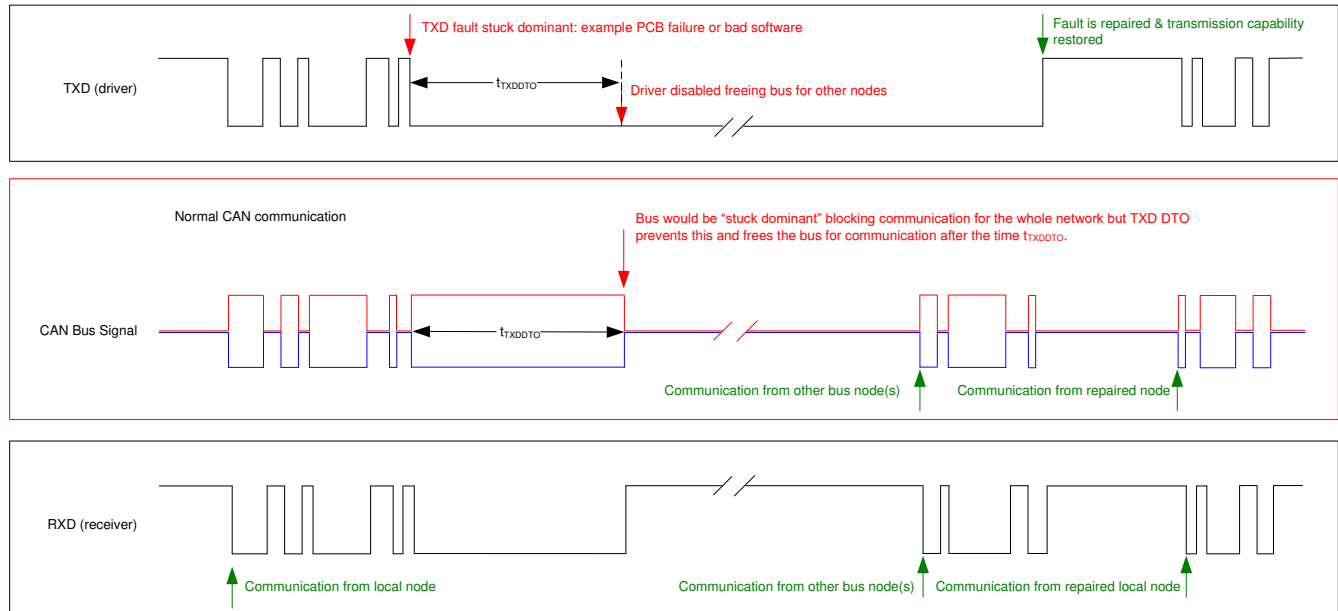 TXD fault stuck dominant: example PCB failure or bad software
Fault is repaired & transmission capability
restored
TXD (driver)
tTXDDTO
Driver disabled freeing bus for other nodes
Normal CAN communication
Bus would be “stuck dominant” blocking communication for the whole network but TXD DTO
prevents this and frees the bus for communication after the time tTXDDTO.
CAN Bus Signal
tTXDDTO
Communication from other bus node(s)
Communication from repaired node
RXD (receiver)
Communication from local node
Communication from other bus node(s)
Communication from repaired local node